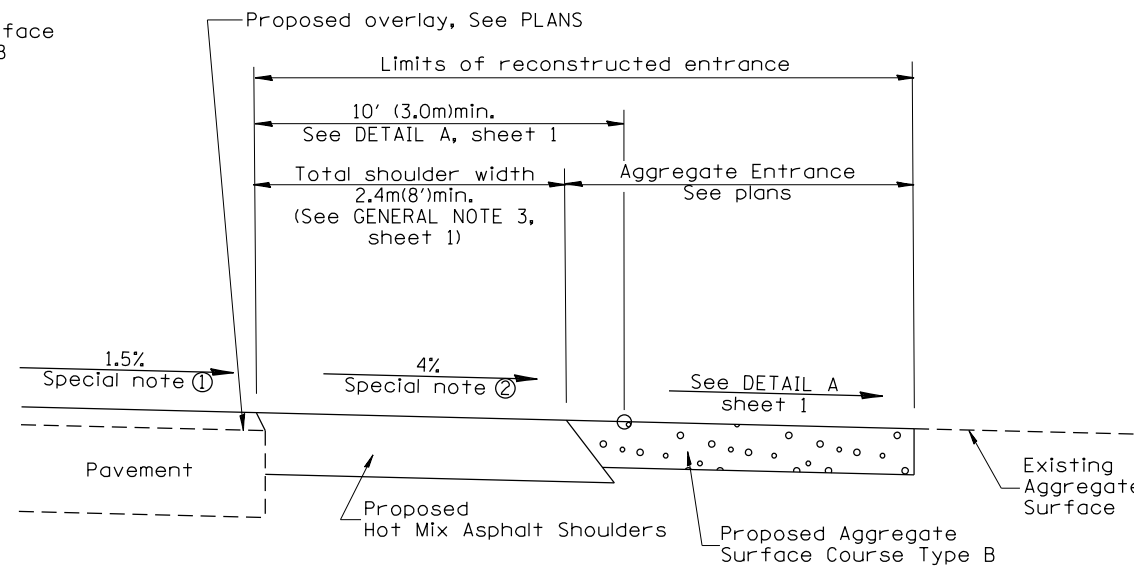 Proposed overlay, See PLANS
Limits of reconstructed entrance
10' (3.0m)min.
See DETAIL A, sheet 1
Total shoulder width
2.4m(8')min.
(See GENERAL NOTE 3,
sheet 1)
Aggregate Entrance
See plans
1.5%
Special note ①
4%
Special note ②
See DETAIL A
sheet 1
Pavement
Proposed
Hot Mix Asphalt Shoulders
Proposed Aggregate
Surface Course Type B
Existing
Aggregate
Surface